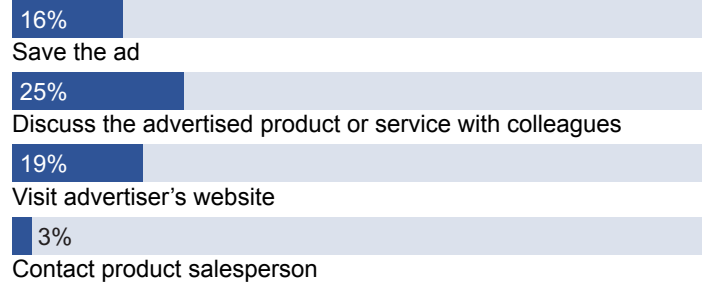 16%
Save the ad
25%
Discuss the advertised product or service with colleagues
19%
Visit advertiser’s website
3%
Contact product salesperson